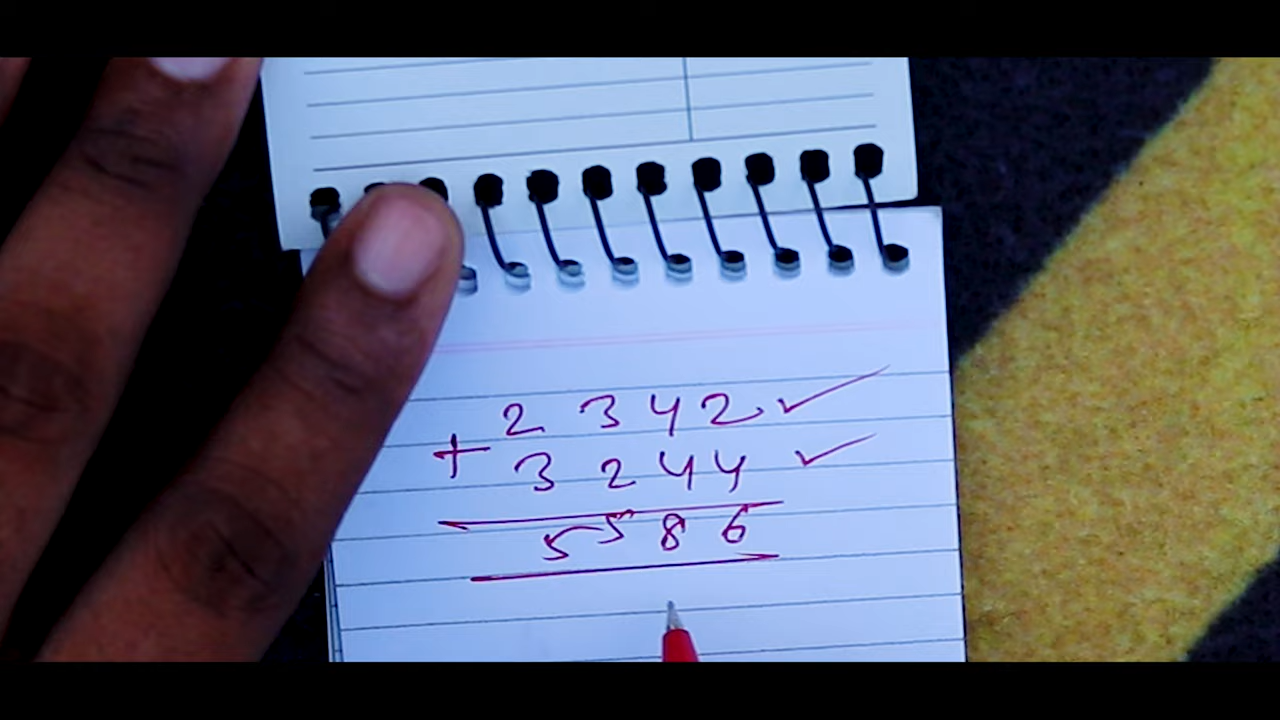 2342 ✓
+ 3244 ✓
5586